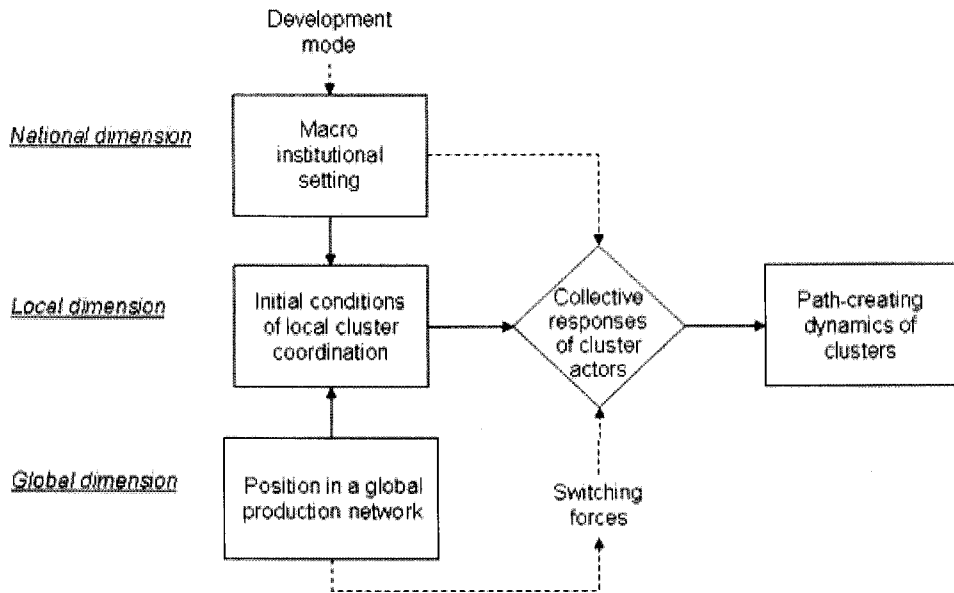 Development
mode
National dimension
Macro
institutional
setting
Local dimension
Initial conditions
of local cluster
coordination
Collective
responses
of cluster
actors
Path-creating
dynamics of
clusters
Global dimension
Position in a global
production network
Switching
forces